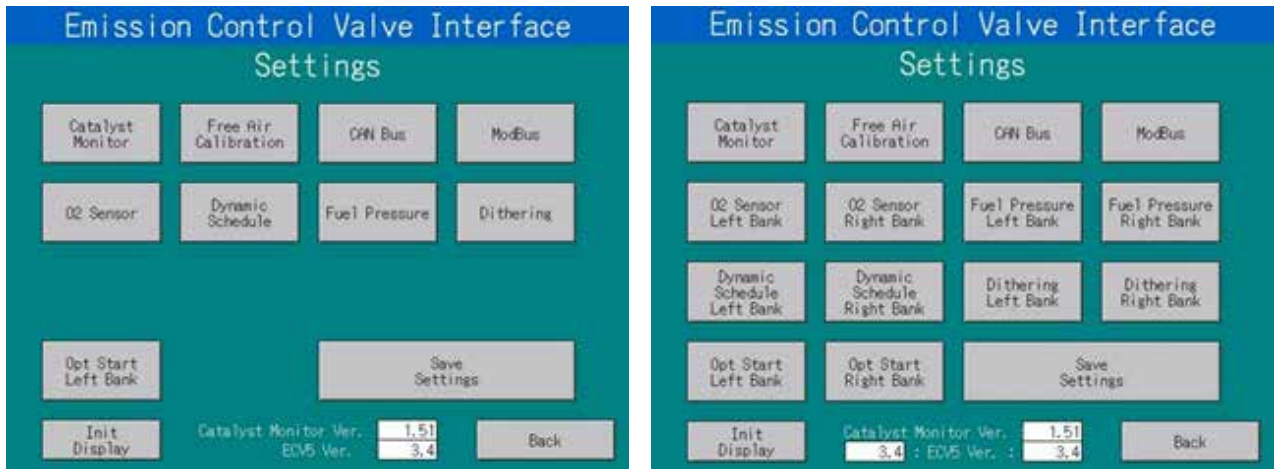 Emission Control Valve Interface
Settings
Catalyst
Monitor
Free Air
Calibration
CAN Bus
ModBus
O2 Sensor
Dynamic
Schedule
Fuel Pressure
Dithering
Opt Start
Left Bank
Save
Settings
Init
Display
Catalyst Monitor Ver. 1.51
ECV5 Ver. 3.4
Back
Emission Control Valve Interface
Settings
Catalyst
Monitor
Free Air
Calibration
CAN Bus
ModBus
O2 Sensor
Left Bank
O2 Sensor
Right Bank
Fuel Pressure
Left Bank
Fuel Pressure
Right Bank
Dynamic
Schedule
Left Bank
Dynamic
Schedule
Right Bank
Dithering
Left Bank
Dithering
Right Bank
Opt Start
Left Bank
Opt Start
Right Bank
Save
Settings
Init
Display
Catalyst Monitor Ver. 1.51
3.4 : ECV5 Ver. : 3.4
Back